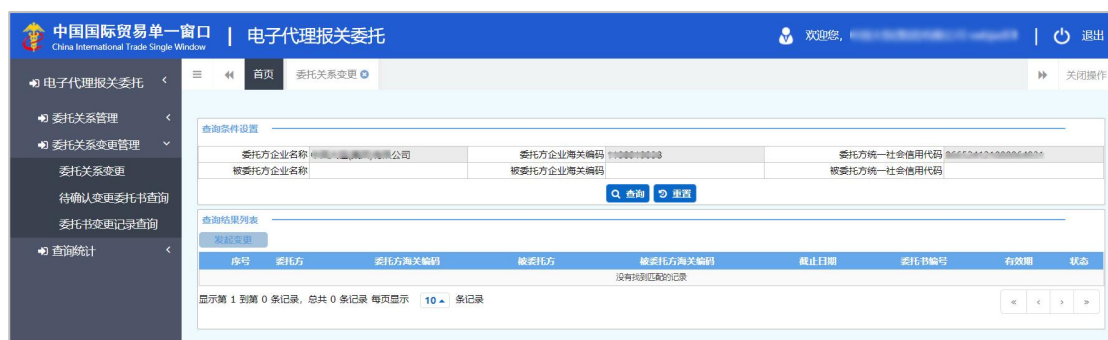 中国国际贸易单一窗口 | 电子代理报关委托
China International Trade Single Window
欢迎您,
退出
电子代理报关委托
首页 委托关系变更
关闭操作
委托关系管理
委托关系变更管理
委托关系变更
待确认变更委托书查询
委托书变更记录查询
查询统计
查询条件设置
委托方企业名称 公司 委托方企业海关编码 委托方统一社会信用代码
被委托方企业名称 被委托方企业海关编码 被委托方统一社会信用代码
查询 重置
查询结果列表
发起变更
序号 委托方 委托方海关编码 被委托方 被委托方海关编码 截止日期 委托书编号 有效期 状态
没有找到匹配的记录
显示第 1 到第 0 条记录,总共 0 条记录 每页显示 10 条记录